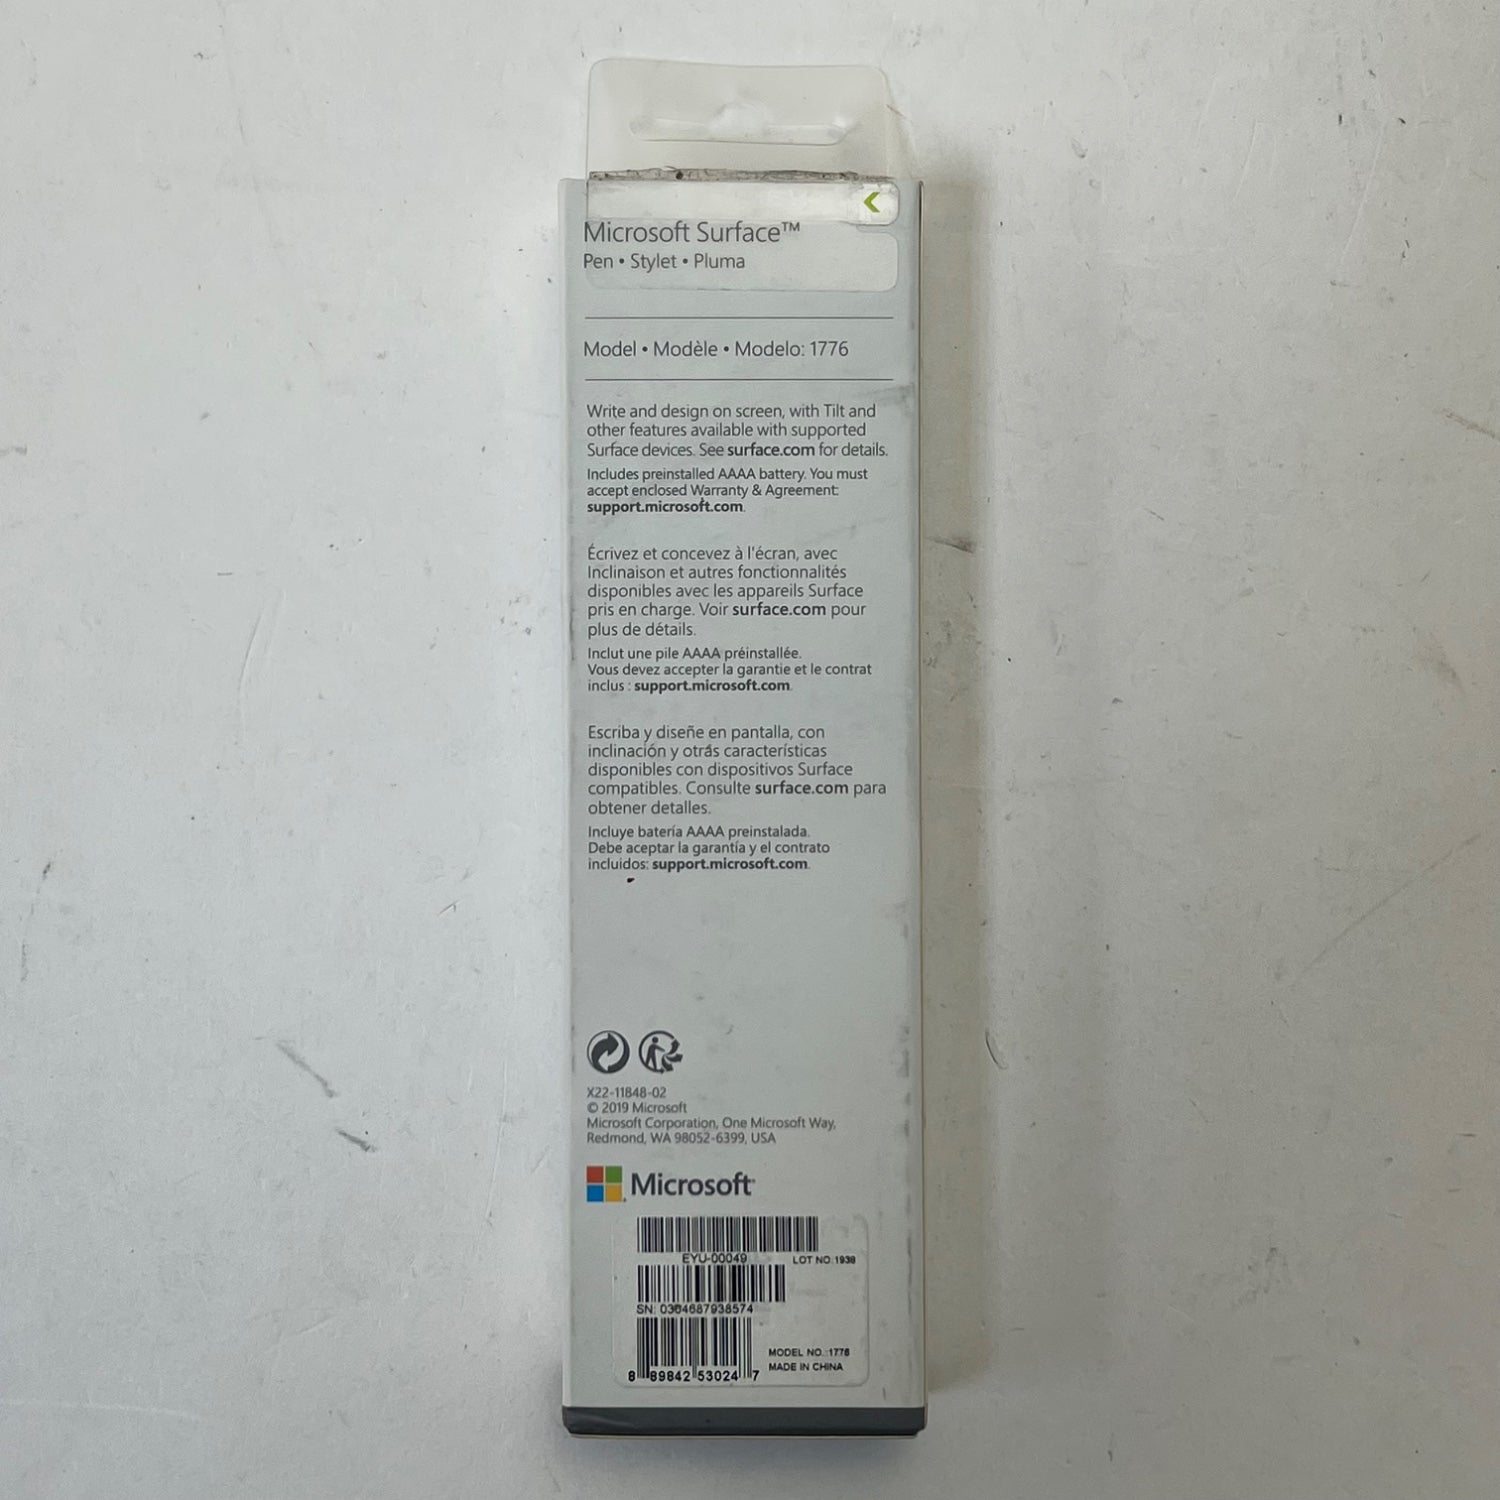 Microsoft Surface™
Pen • Stylet • Pluma
Model • Modèle • Modelo: 1776
Write and design on screen, with Tilt and
other features available with supported
Surface devices. See surface.com for details.
Includes preinstalled AAAA battery. You must
accept enclosed Warranty & Agreement:
support.microsoft.com.
Écrivez et concevez à l'écran, avec
Inclinaison et autres fonctionnalités
disponibles avec les appareils Surface
pris en charge. Voir surface.com pour
plus de détails.
Inclut une pile AAAA préinstallée.
Vous devez accepter la garantie et le contrat
inclus : support.microsoft.com.
Escriba y diseñe en pantalla, con
inclinación y otras características
disponibles con dispositivos Surface
compatibles. Consulte surface.com para
obtener detalles.
Incluye batería AAAA preinstalada.
Debe aceptar la garantía y el contrato
incluidos: support.microsoft.com.
X22-11848-02
© 2019 Microsoft
Microsoft Corporation, One Microsoft Way,
Redmond, WA 98052-6399, USA
Microsoft
EYU-00049 LOT NO.:1938
SN: 0304687938574
MODEL NO.:1776
MADE IN CHINA
8 89842 53024 7